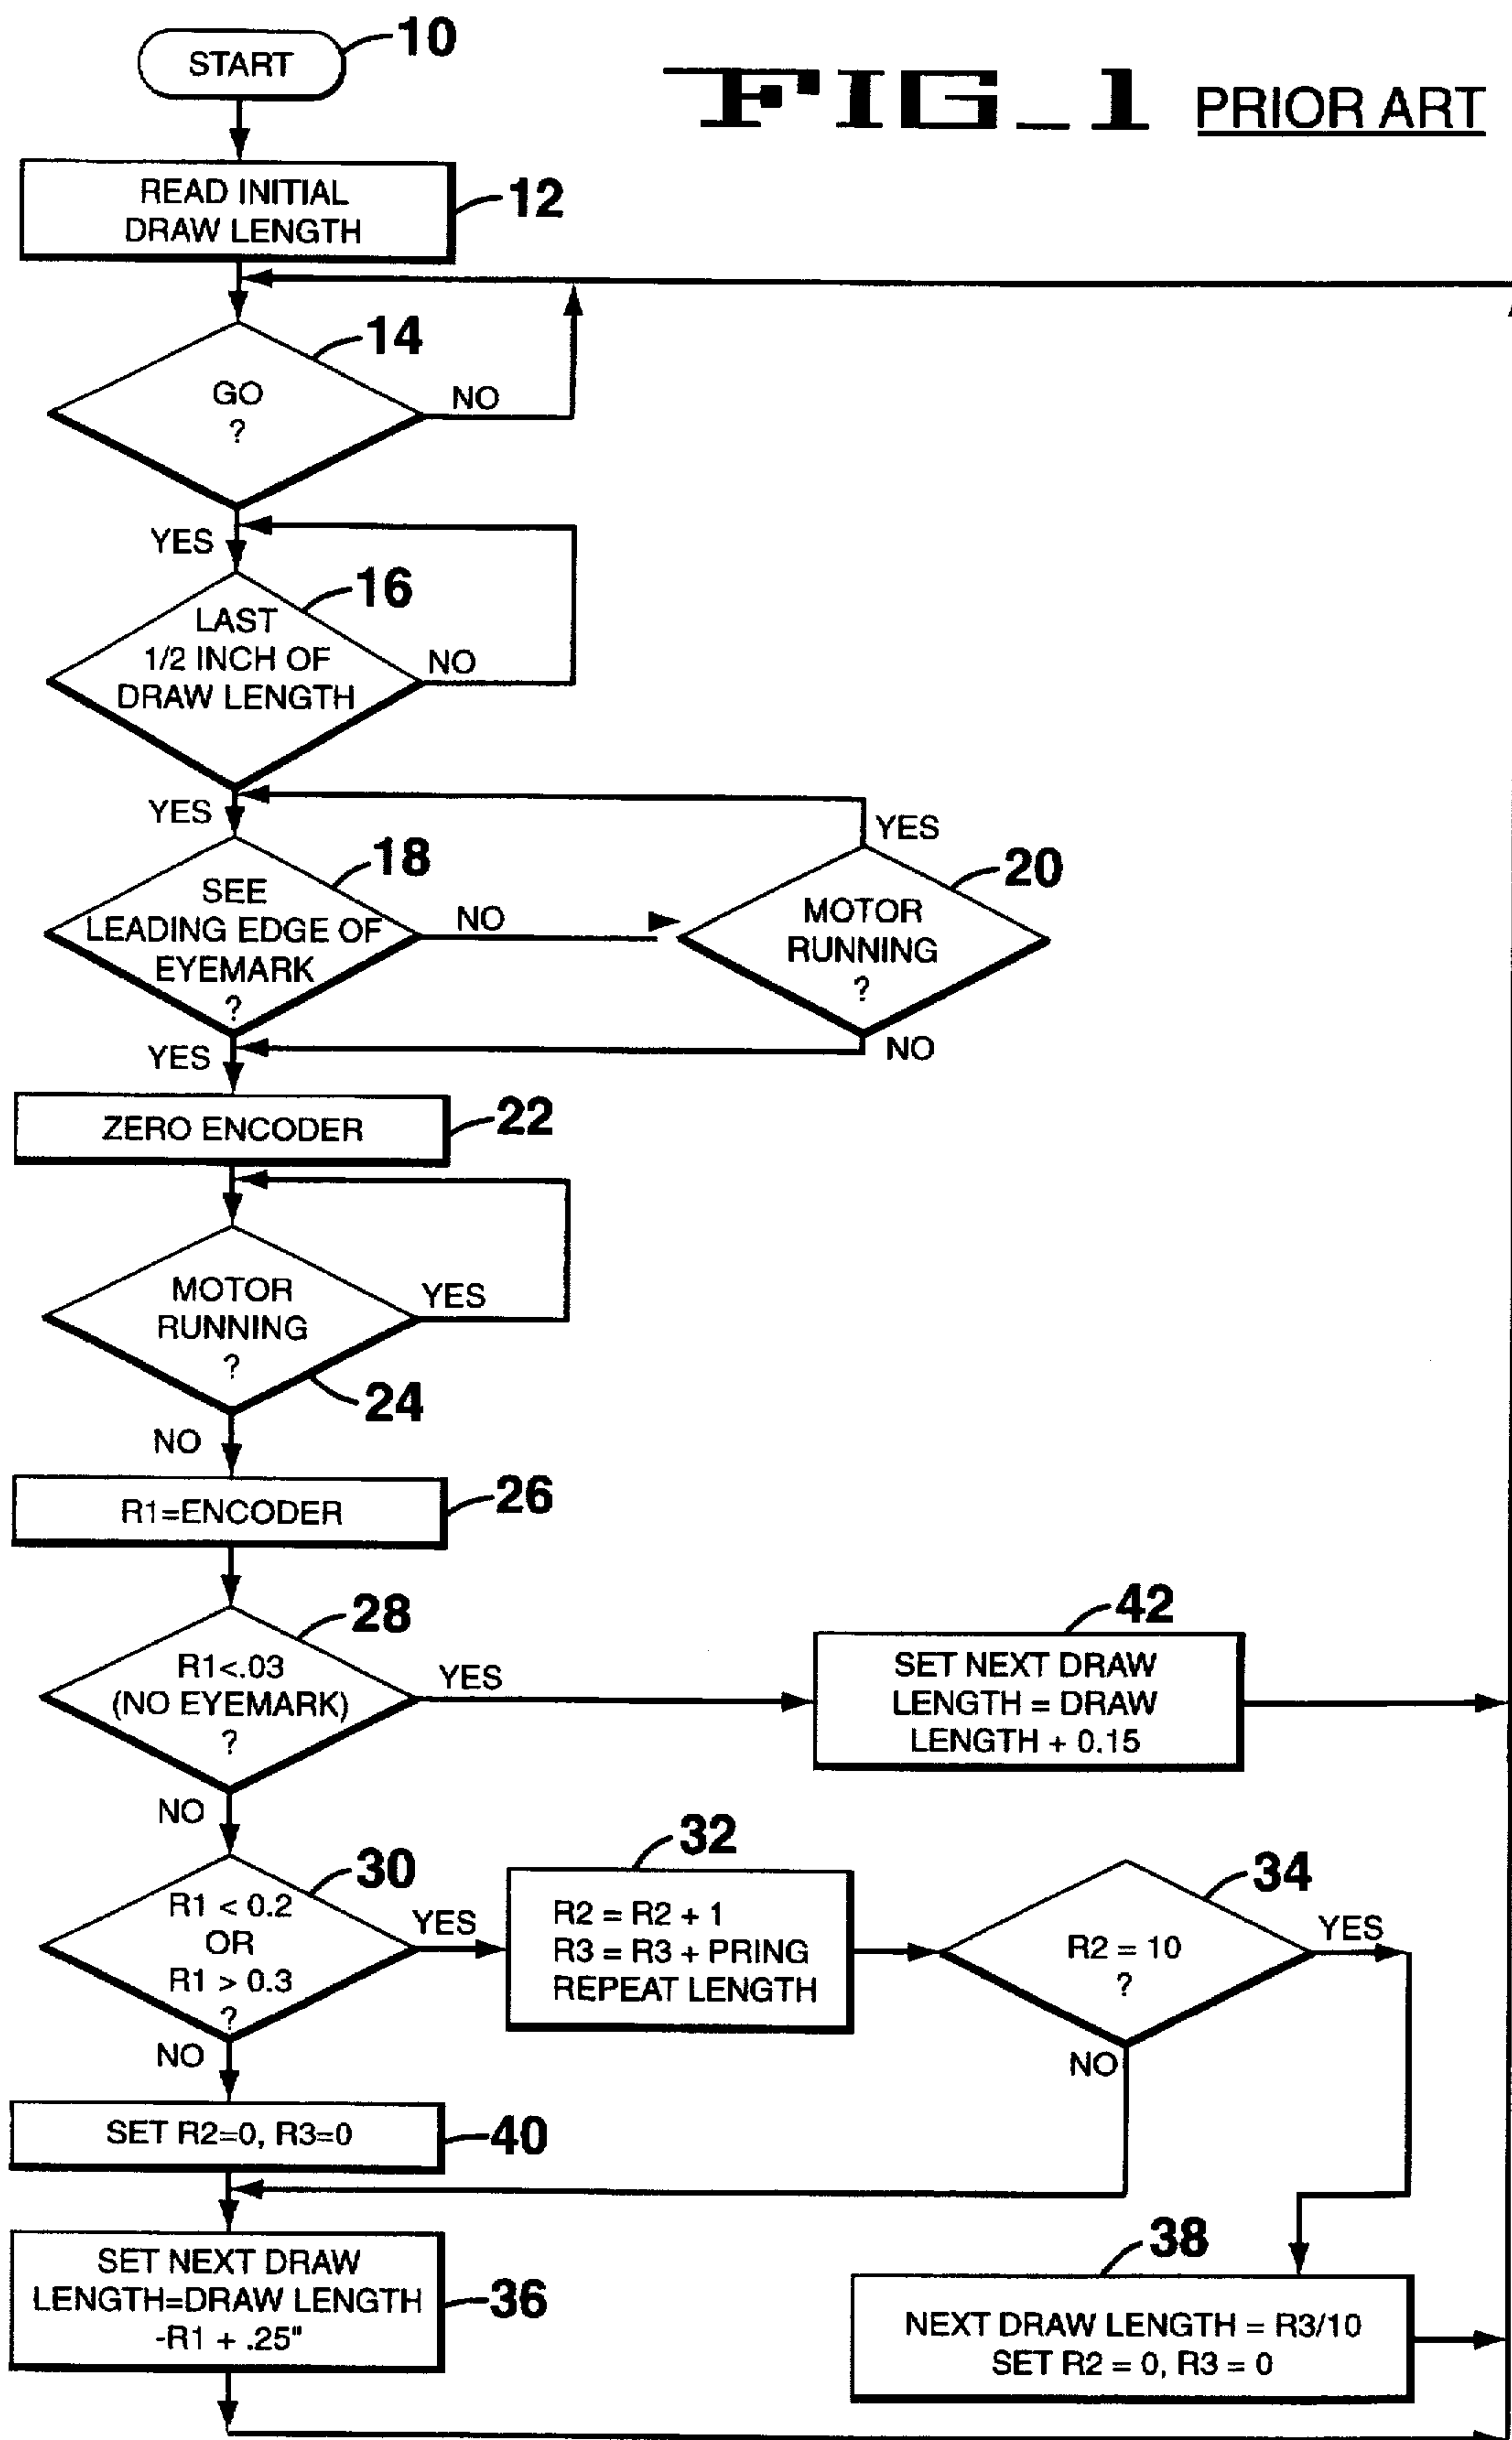 START
10
FIG_1 PRIOR ART
READ INITIAL
DRAW LENGTH
12
GO
?
14
NO
YES
LAST
1/2 INCH OF
DRAW LENGTH
16
NO
YES
SEE
LEADING EDGE OF
EYEMARK
?
18
NO
MOTOR
RUNNING
?
20
YES
NO
YES
ZERO ENCODER
22
MOTOR
RUNNING
?
YES
24
NO
R1=ENCODER
26
R1<.03
(NO EYEMARK)
?
28
YES
SET NEXT DRAW
LENGTH = DRAW
LENGTH + 0.15
42
NO
R1 < 0.2
OR
R1 > 0.3
?
30
YES
R2 = R2 + 1
R3 = R3 + PRING
REPEAT LENGTH
32
R2 = 10
?
34
YES
NO
NO
SET R2=0, R3=0
40
SET NEXT DRAW
LENGTH=DRAW LENGTH
-R1 + .25"
36
NEXT DRAW LENGTH = R3/10
SET R2 = 0, R3 = 0
38